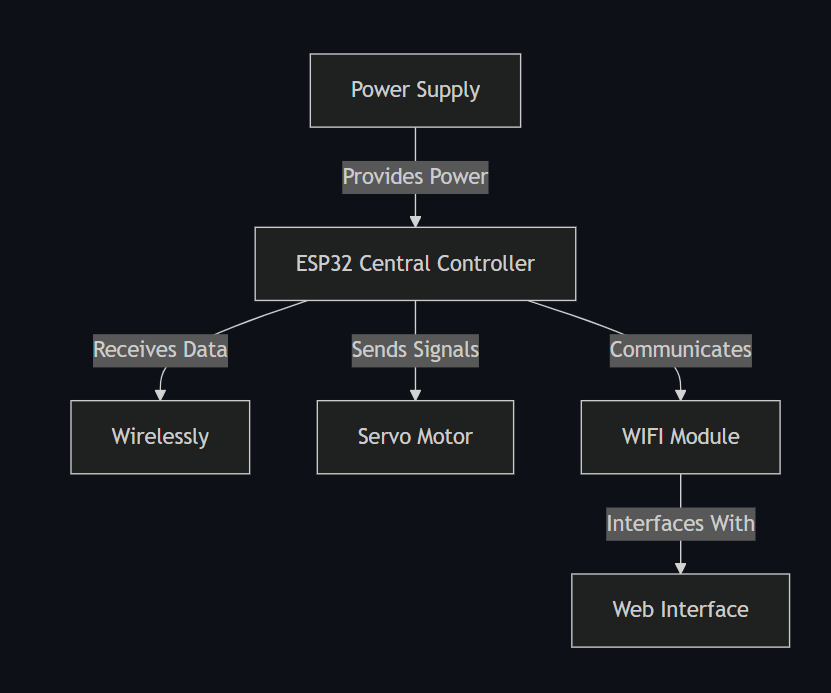 Power Supply
Provides Power
ESP32 Central Controller
Receives Data
Sends Signals
Communicates
Wirelessly
Servo Motor
WIFI Module
Interfaces With
Web Interface